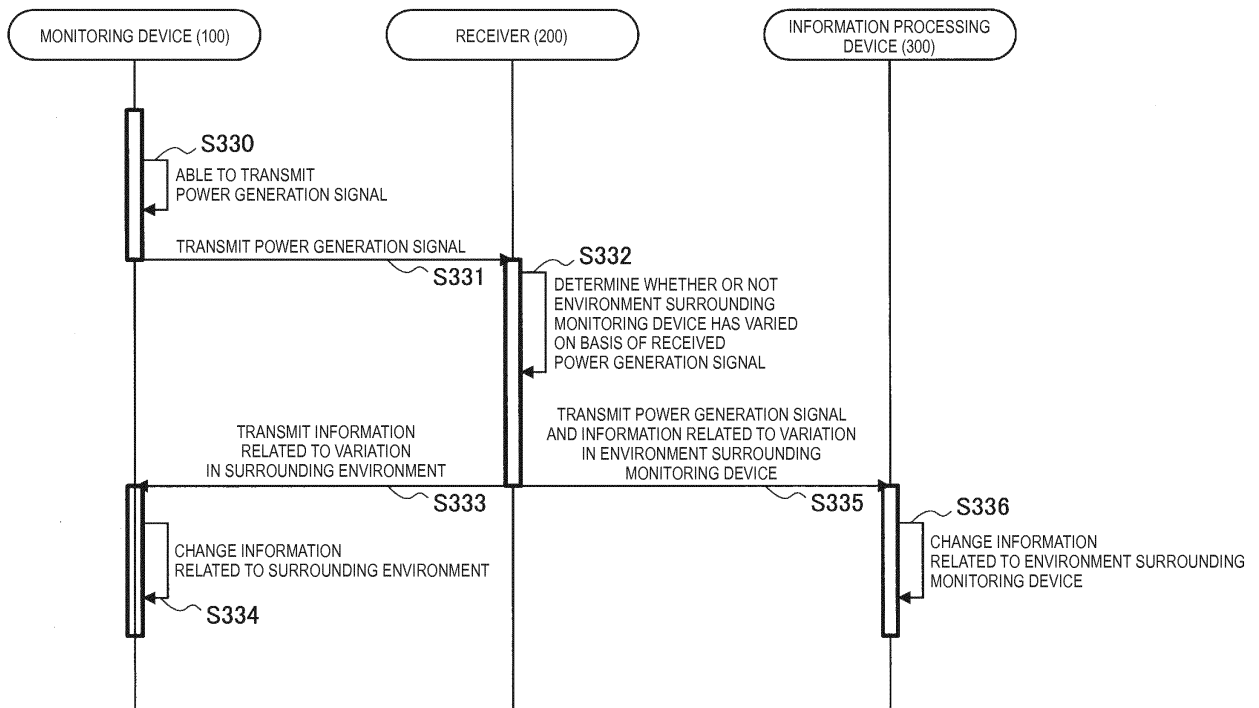 MONITORING DEVICE (100)
RECEIVER (200)
INFORMATION PROCESSING
DEVICE (300)
S330
ABLE TO TRANSMIT
POWER GENERATION SIGNAL
TRANSMIT POWER GENERATION SIGNAL
S331
S332
DETERMINE WHETHER OR NOT
ENVIRONMENT SURROUNDING
MONITORING DEVICE HAS VARIED
ON BASIS OF RECEIVED
POWER GENERATION SIGNAL
TRANSMIT INFORMATION
RELATED TO VARIATION
IN SURROUNDING ENVIRONMENT
S333
TRANSMIT POWER GENERATION SIGNAL
AND INFORMATION RELATED TO VARIATION
IN ENVIRONMENT SURROUNDING
MONITORING DEVICE
S335
CHANGE INFORMATION
RELATED TO SURROUNDING ENVIRONMENT
S334
S336
CHANGE INFORMATION
RELATED TO ENVIRONMENT SURROUNDING
MONITORING DEVICE